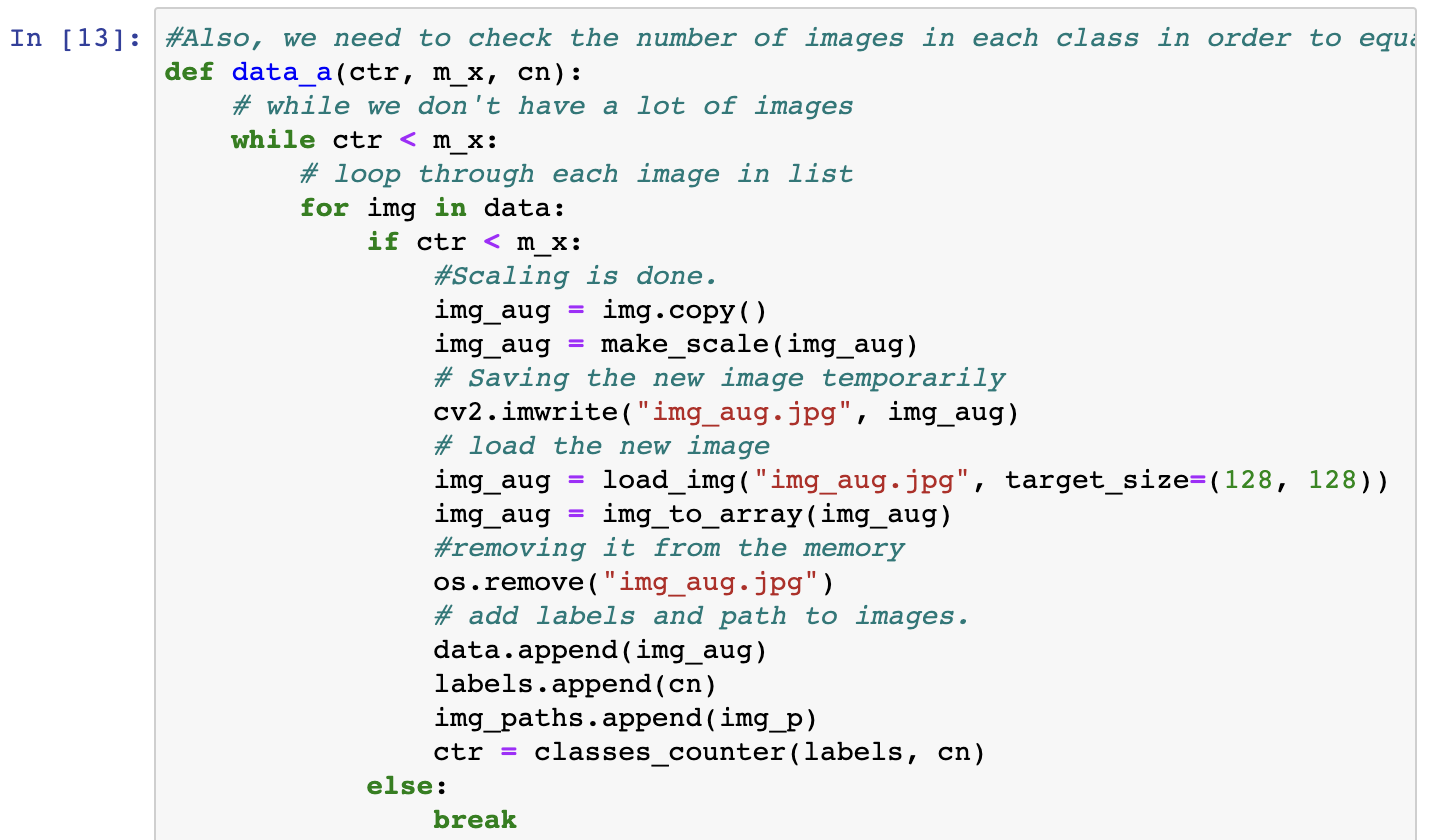 In [13]: #Also, we need to check the number of images in each class in order to
def data_a(ctr, m_x, cn):
    # while we don't have a lot of images
    while ctr < m_x:
        # loop through each image in list
        for img in data:
            if ctr < m_x:
                #Scaling is done.
                img_aug = img.copy()
                img_aug = make_scale(img_aug)
                # Saving the new image temporarily
                cv2.imwrite("img_aug.jpg", img_aug)
                # load the new image
                img_aug = load_img("img_aug.jpg", target_size=(128, 128))
                img_aug = img_to_array(img_aug)
                #removing it from the memory
                os.remove("img_aug.jpg")
                # add labels and path to images.
                data.append(img_aug)
                labels.append(cn)
                img_paths.append(img_p)
                ctr = classes_counter(labels, cn)
            else:
                break